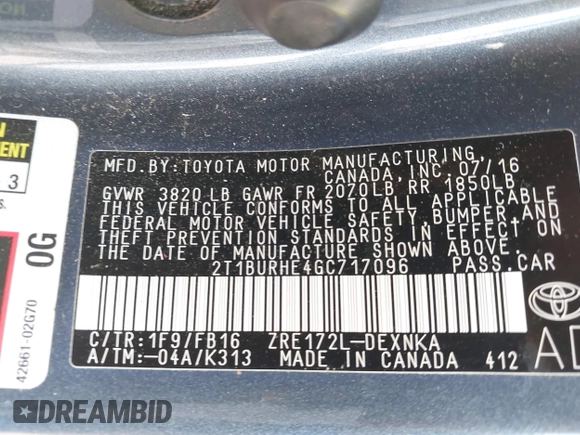 MFD. BY: TOYOTA MOTOR MANUFACTURING,
CANADA, INC. 07/16
GVWR 3820 LB GAWR FR 2070LB, RR 1850LB
THIS VEHICLE CONFORMS TO ALL APPLICABLE
FEDERAL MOTOR VEHICLE SAFETY, BUMPER, AND
THEFT PREVENTION STANDARDS IN EFFECT ON
THE DATE OF MANUFACTURE SHOWN ABOVE.
2T1BURHE4GC717096 PASS. CAR
C/TR: 1F9/FB16 ZRE172L-DEXNKA
A/TM: -04A/K313 MADE IN CANADA 412
TOYOTA
3
0G
42661-02G70
DREAMBID